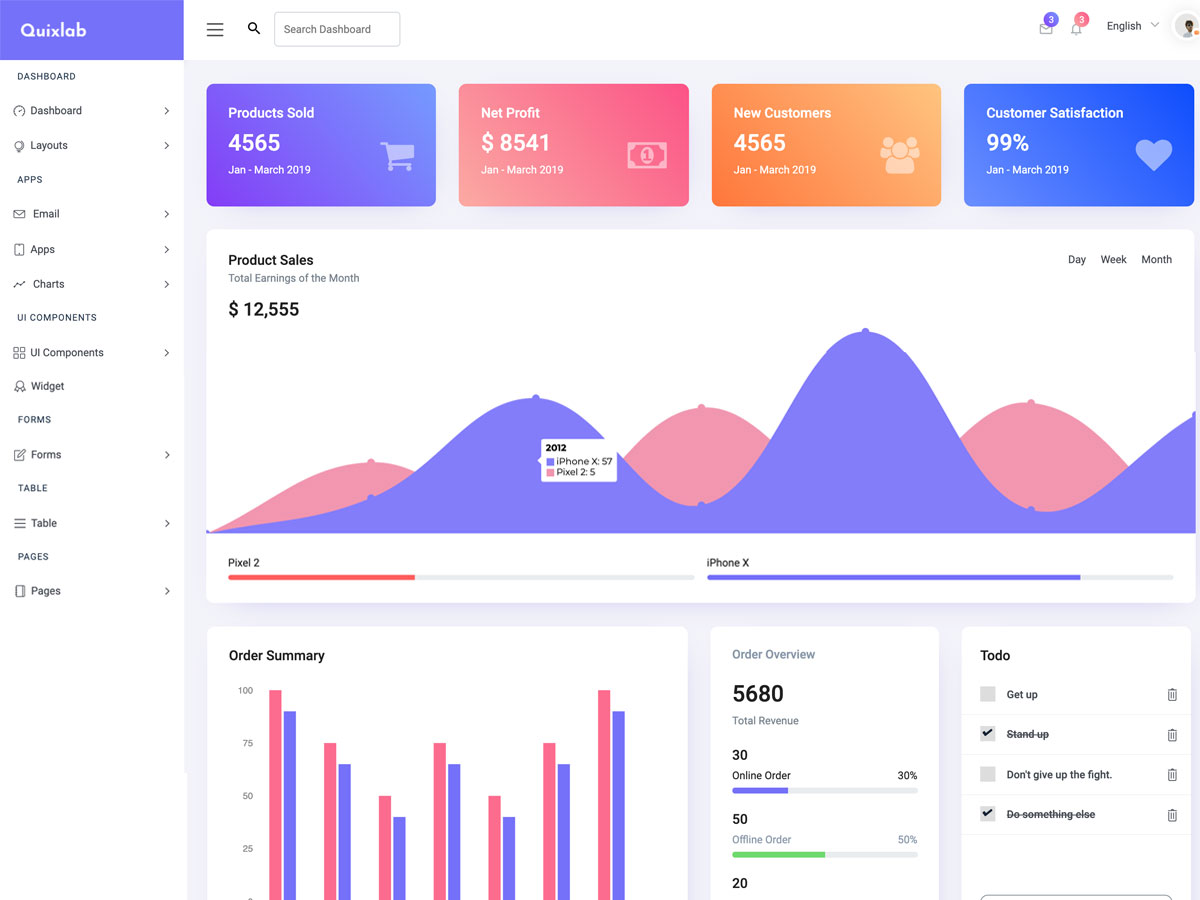 Quixlab
Search Dashboard
3
3
English
DASHBOARD
Dashboard
Layouts
APPS
Email
Apps
Charts
UI COMPONENTS
UI Components
Widget
FORMS
Forms
TABLE
Table
PAGES
Pages
Products Sold
4565
Jan - March 2019
Net Profit
$ 8541
Jan - March 2019
1
New Customers
4565
Jan - March 2019
Customer Satisfaction
99%
Jan - March 2019
Product Sales
Day Week Month
Total Earnings of the Month
$ 12,555
2012
iPhone X: 57
Pixel 2: 5
Pixel 2
iPhone X
Order Summary
100
75
50
25
Order Overview
5680
Total Revenue
30
Online Order 30%
50
Offline Order 50%
20
Todo
Get up
Stand up
Don't give up the fight.
Do something else